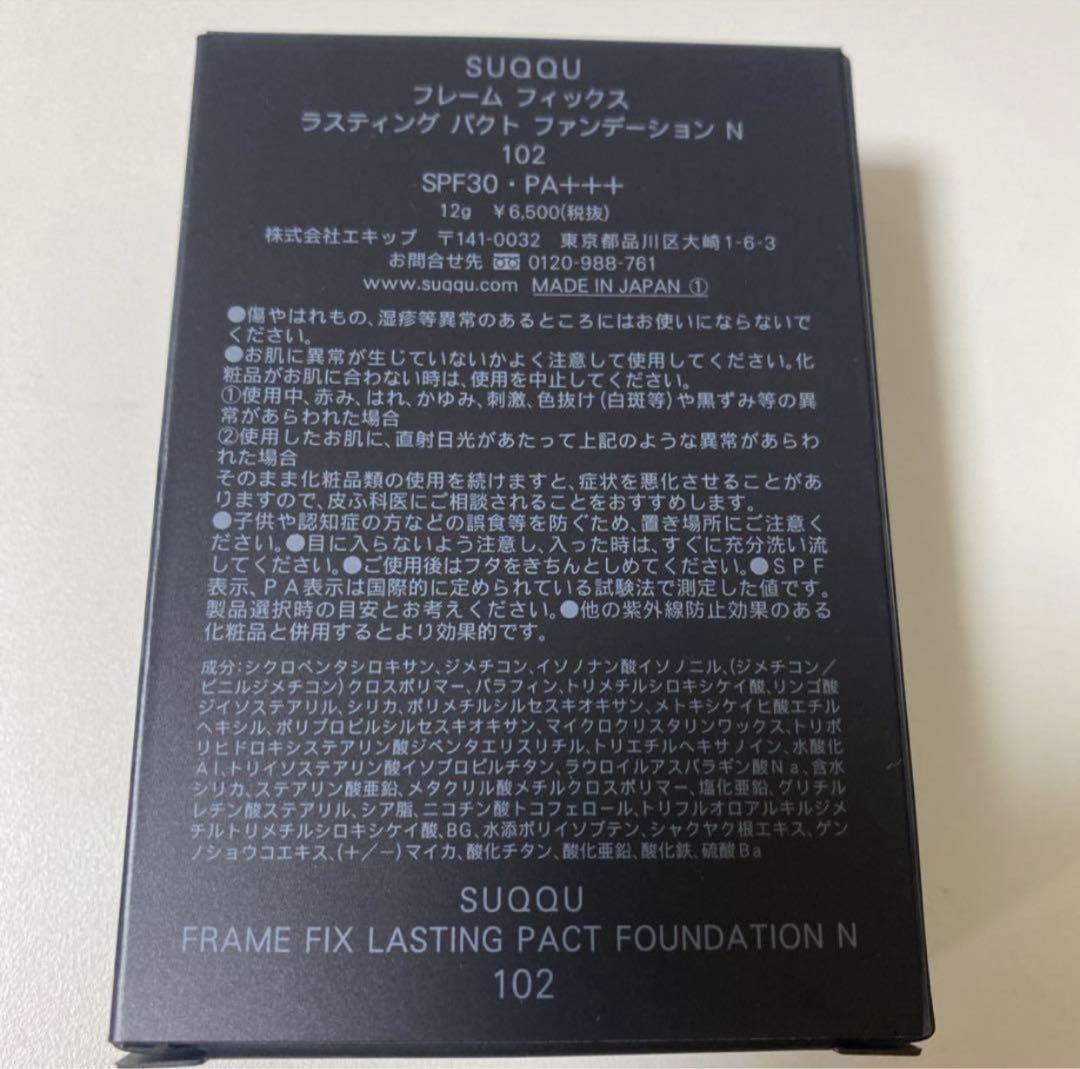 SUQQU
フレーム フィックス
ラスティング パクト ファンデーション N
102
SPF30・PA+++
12g ¥6,500(税抜)
株式会社エキップ 〒141-0032 東京都品川区大崎1-6-3
お問合せ先 0120-988-761
www.suqqu.com MADE IN JAPAN ①
●傷やはれもの、湿疹等異常のあるところにはお使いにならないで
ください。
●お肌に異常が生じていないかよく注意して使用してください。化
粧品がお肌に合わない時は、使用を中止してください。
①使用中、赤み、はれ、かゆみ、刺激、色抜け(白斑等)や黒ずみ等の異
常があらわれた場合
②使用したお肌に、直射日光があたって上記のような異常があらわ
れた場合
そのまま化粧品類の使用を続けますと、症状を悪化させることがあ
りますので、皮ふ科医にご相談されることをおすすめします。
●子供や認知症の方などの誤食等を防ぐため、置き場所にご注意く
ださい。●目に入らないよう注意し、入った時は、すぐに充分洗い流
してください。●ご使用後はフタをきちんとしめてください。●SPF
表示、PA表示は国際的に定められている試験法で測定した値です。
製品選択時の目安とお考えください。●他の紫外線防止効果のある
化粧品と併用するとより効果的です。
成分:シクロペンタシロキサン、ジメチコン、イソノナン酸イソノニル、(ジメチコン/
ビニルジメチコン)クロスポリマー、パラフィン、トリメチルシロキシケイ酸、リンゴ酸
ジイソステアリル、シリカ、ポリメチルシルセスキオキサン、メトキシケイヒ酸エチル
ヘキシル、ポリプロピルシルセスキオキサン、マイクロクリスタリンワックス、トリポ
リヒドロキシステアリン酸ジペンタエリスリチル、トリエチルヘキサノイン、水酸化
Al、トリイソステアリン酸イソプロピルチタン、ラウロイルアスパラギン酸Na、含水
シリカ、ステアリン酸亜鉛、メタクリル酸メチルクロスポリマー、塩化亜鉛、グリチル
レチン酸ステアリル、シア脂、ニコチン酸トコフェロール、トリフルオロアルキルジメ
チルトリメチルシロキシケイ酸、BG、水添ポリイソブテン、シャクヤク根エキス、ゲン
ノショウコエキス、(+/-)マイカ、酸化チタン、酸化亜鉛、酸化鉄、硫酸Ba
SUQQU
FRAME FIX LASTING PACT FOUNDATION N
102